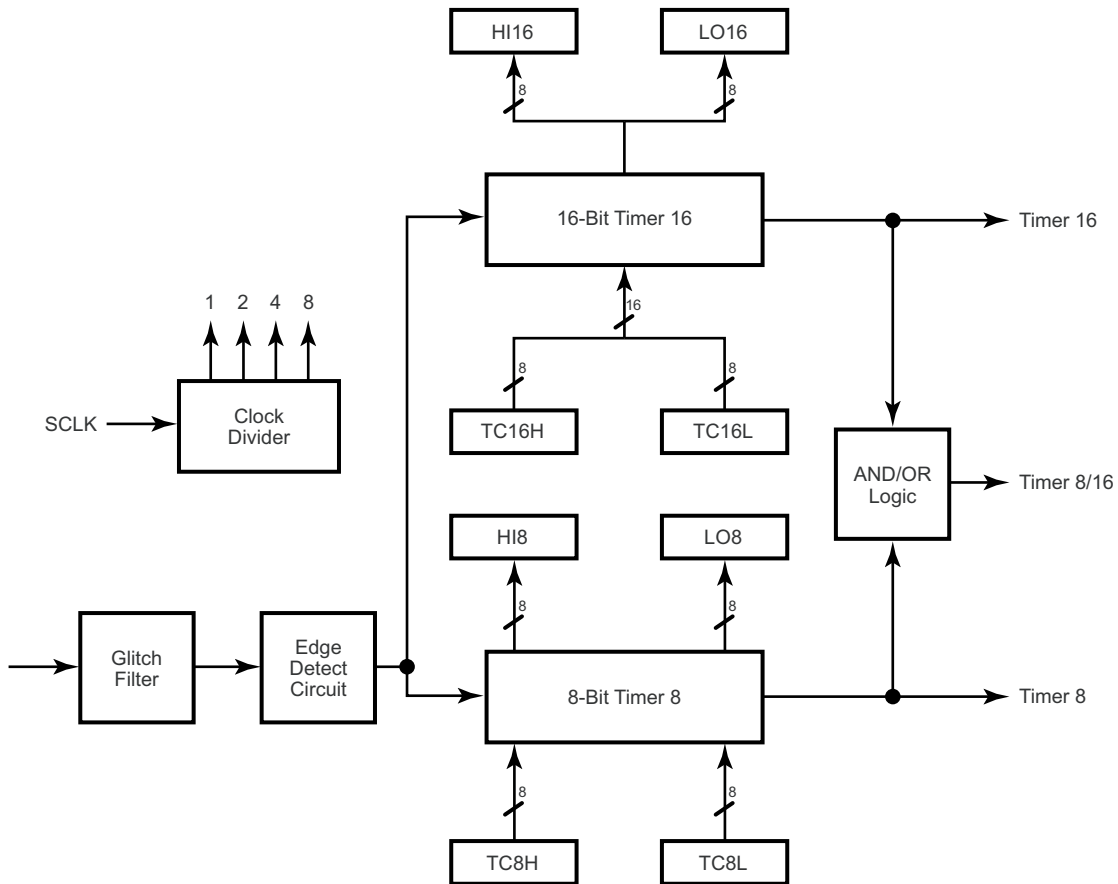 HI16
LO16
8
8
16-Bit Timer 16
Timer 16
1 2 4 8
16
8
8
SCLK
Clock
Divider
TC16H
TC16L
AND/OR
Logic
Timer 8/16
HI8
LO8
8
8
Glitch
Filter
Edge
Detect
Circuit
8-Bit Timer 8
Timer 8
8
8
TC8H
TC8L